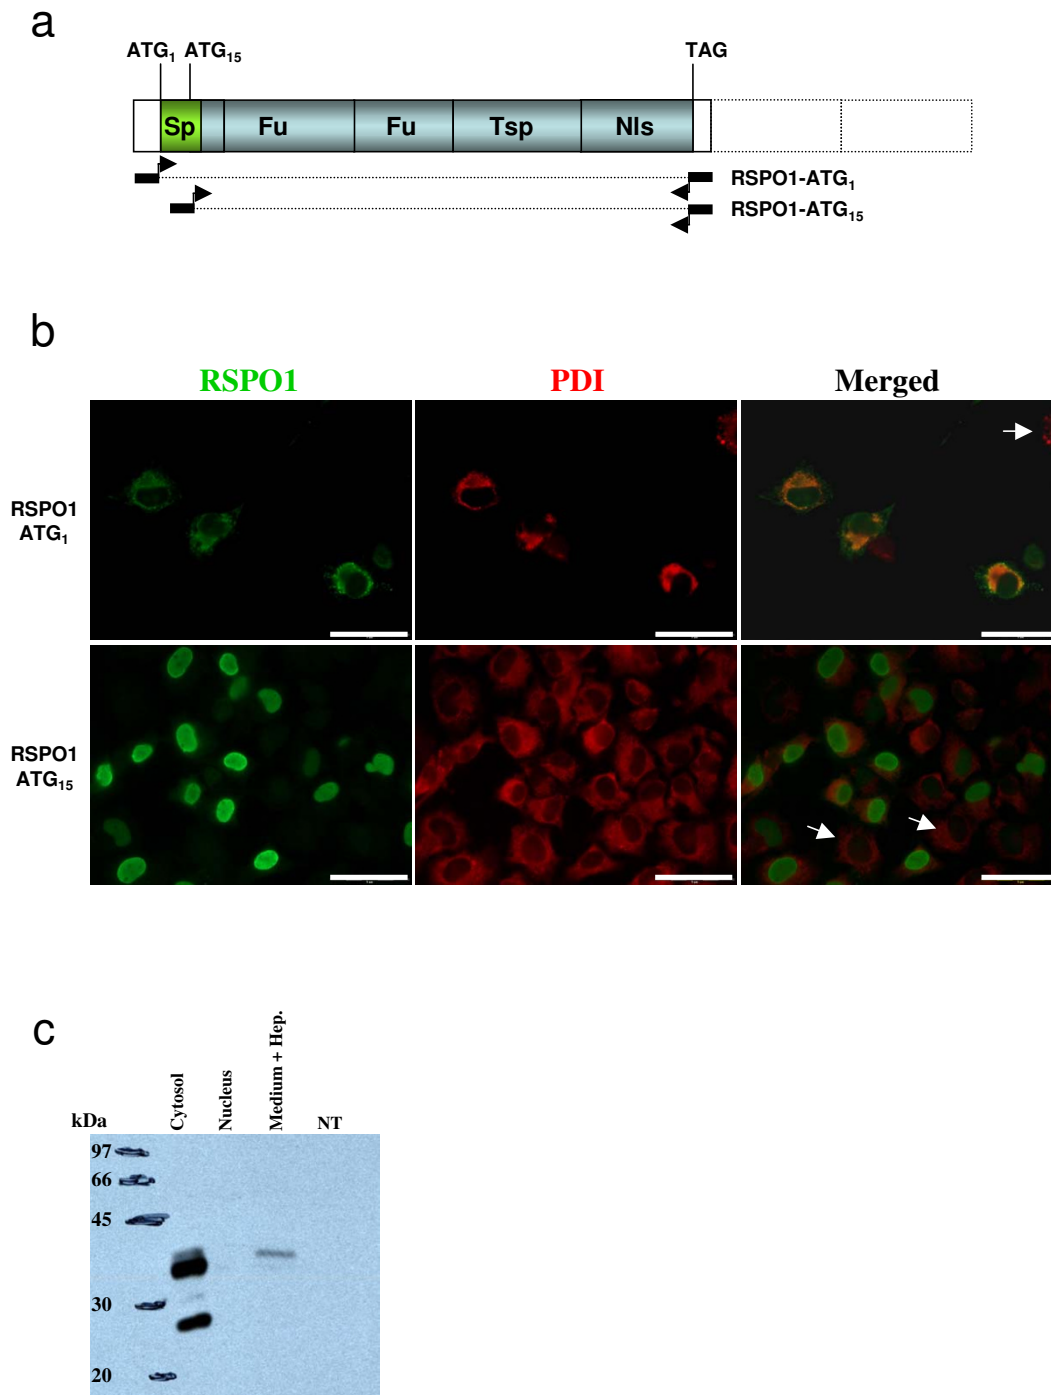 a
ATG1 ATG15 TAG
Sp Fu Fu Tsp Nls
RSPO1-ATG1
RSPO1-ATG15
b
RSPO1 PDI Merged
RSPO1
ATG1
RSPO1
ATG15
c
Cytosol Nucleus Medium + Hep. NT
kDa
97
66
45
30
20